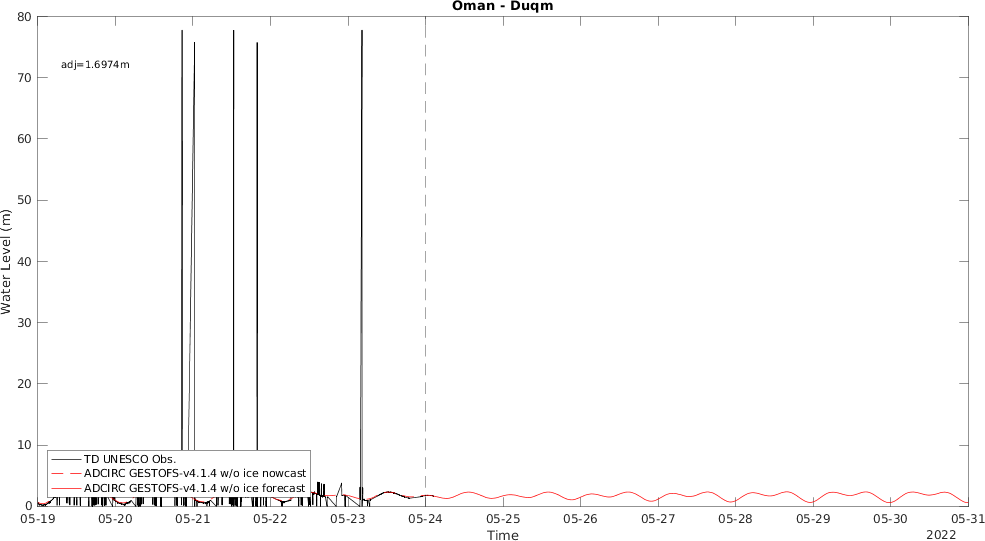 Oman - Duqm
80
adj=1.6974m
70
60
50
40
30
20
10
0
Water Level (m)
TD UNESCO Obs.
ADCIRC GESTOFS-v4.1.4 w/o ice nowcast
ADCIRC GESTOFS-v4.1.4 w/o ice forecast
05-19 05-20 05-21 05-22 05-23 05-24 05-25 05-26 05-27 05-28 05-29 05-30 05-31
Time
2022